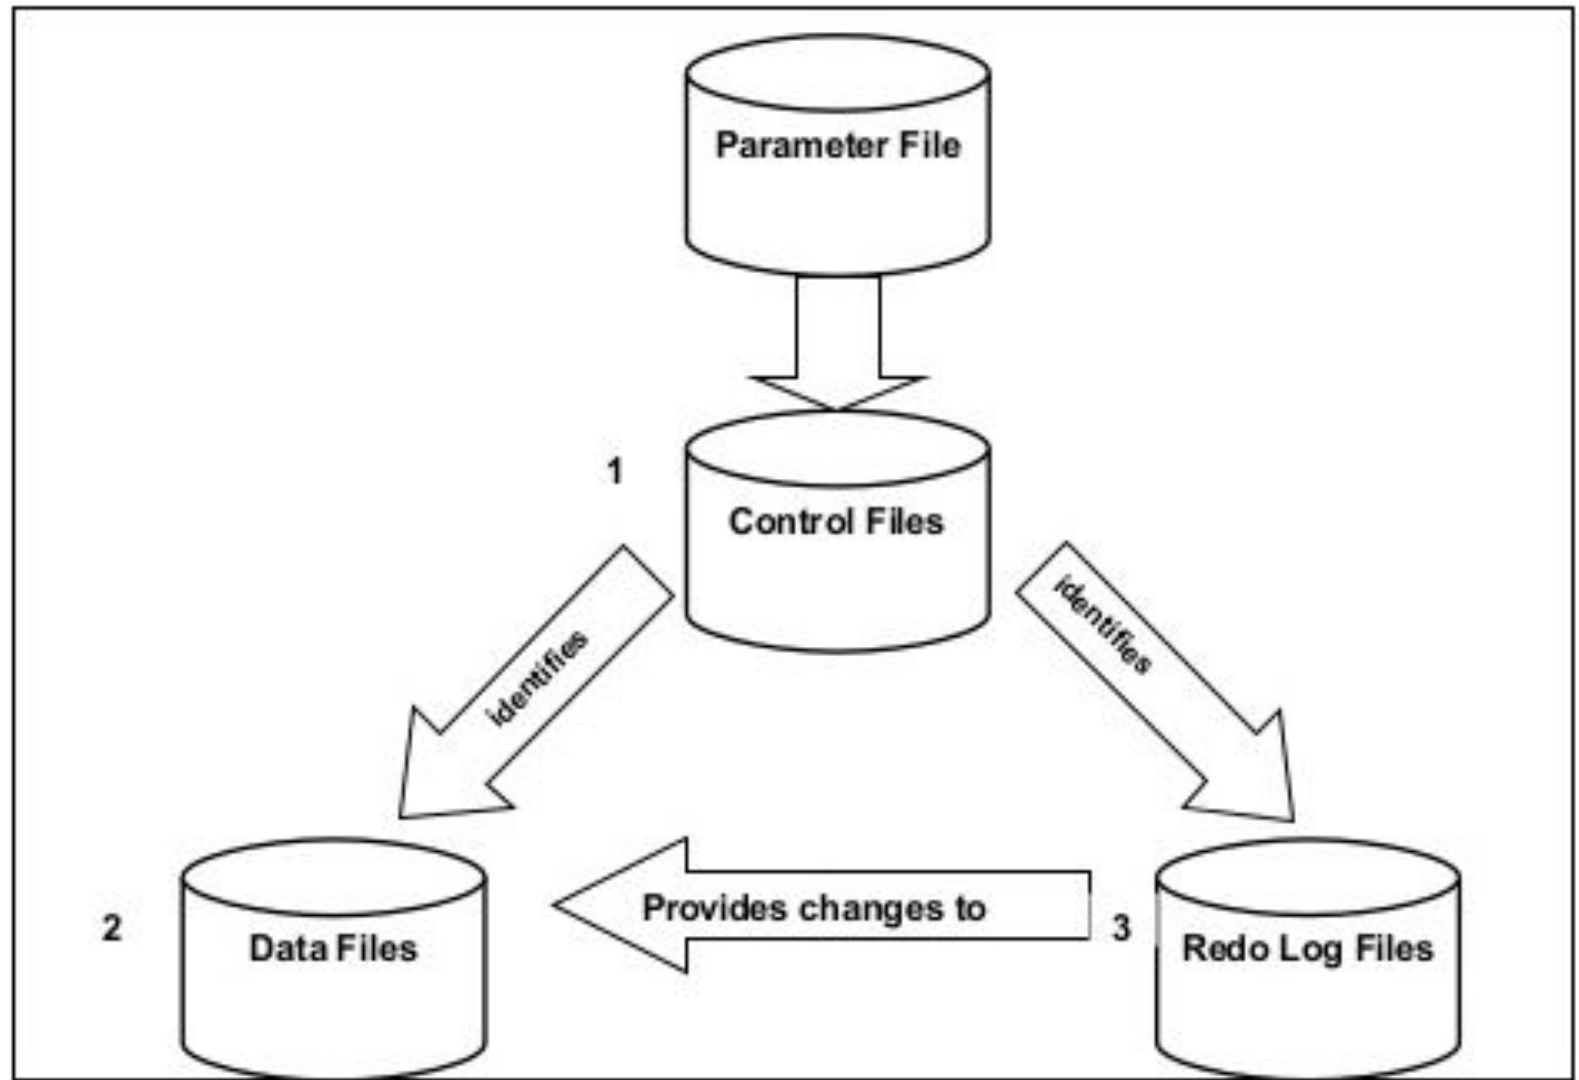 Parameter File
1
Control Files
identifies
identifies
Provides changes to
2
Data Files
3
Redo Log Files